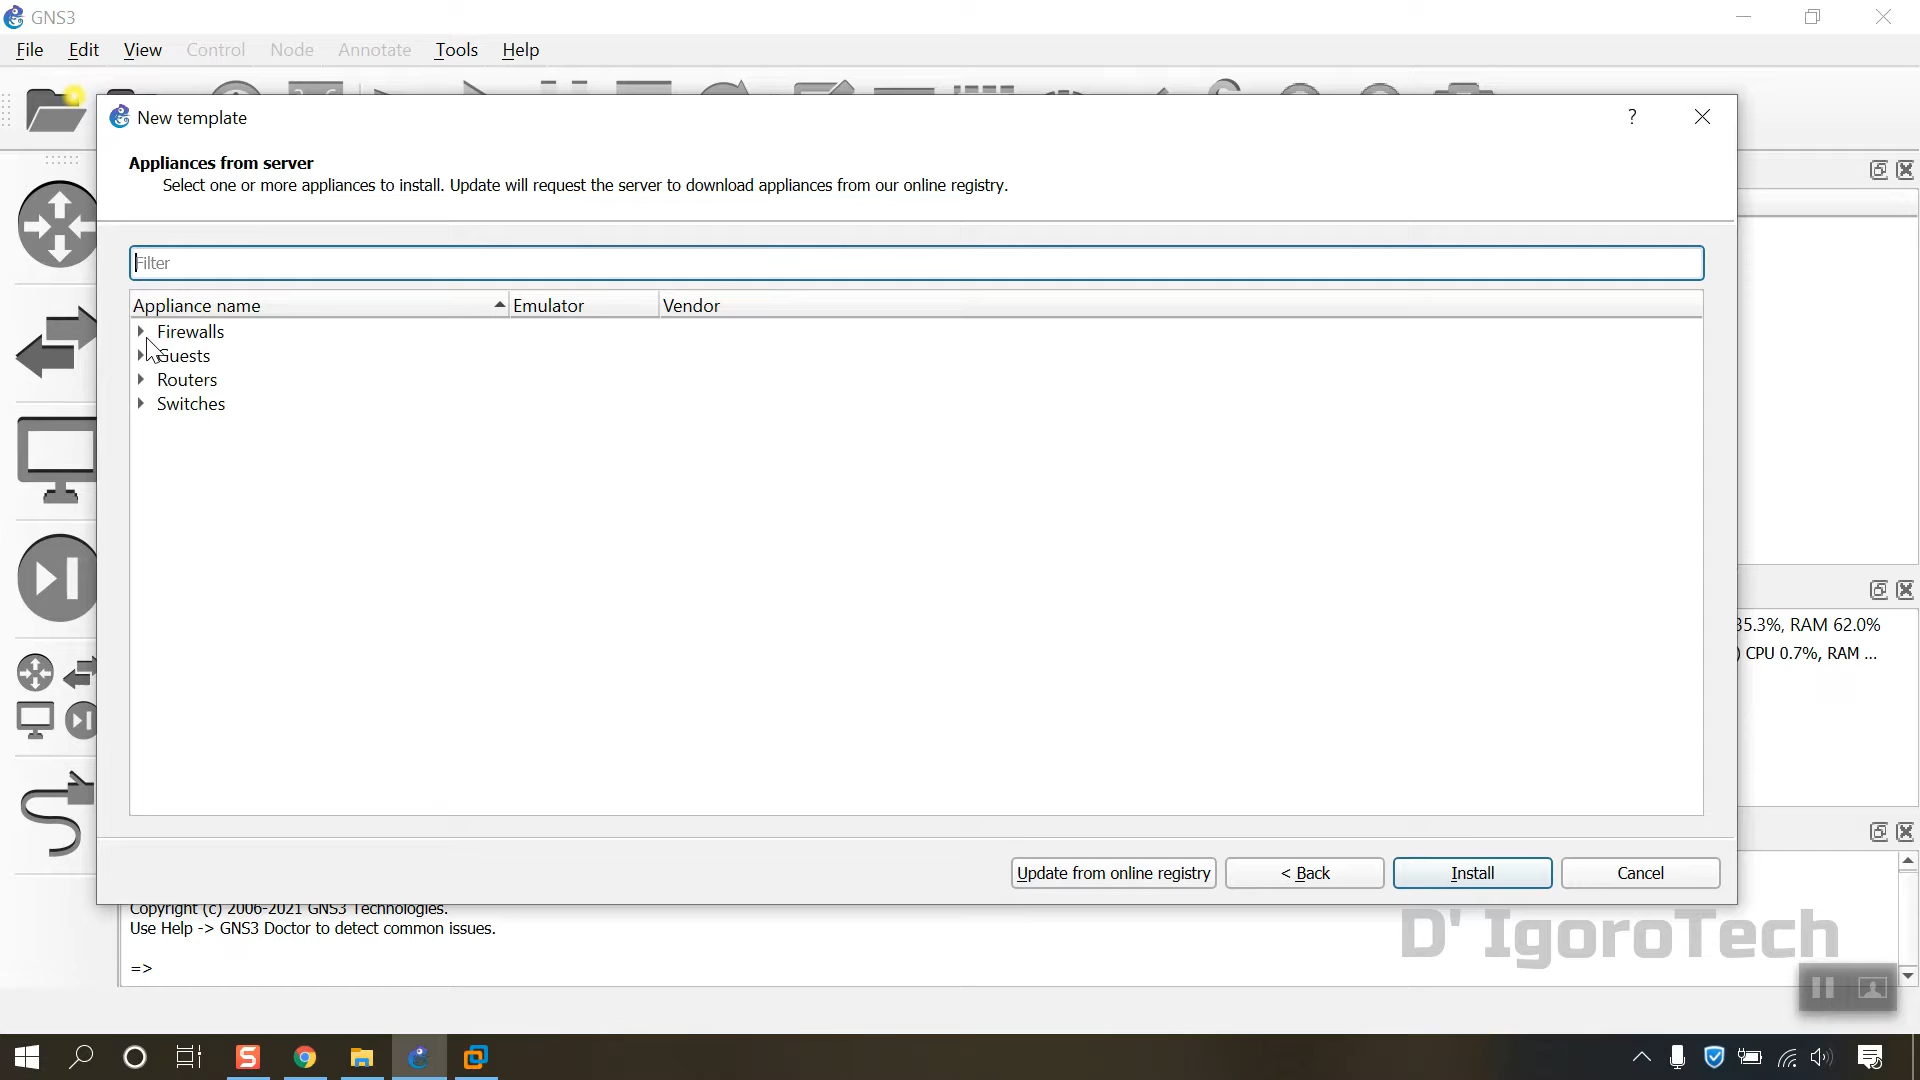 GNS3
File Edit View Control Node Annotate Tools Help
New template
?
Appliances from server
Select one or more appliances to install. Update will request the server to download appliances from our online registry.
Filter
Appliance name Emulator Vendor
Firewalls
Guests
Routers
Switches
35.3%, RAM 62.0%
) CPU 0.7%, RAM ...
Update from online registry < Back Install Cancel
Copyright (c) 2006-2021 GNS3 Technologies.
Use Help -> GNS3 Doctor to detect common issues.
=>
D' IgoroTech